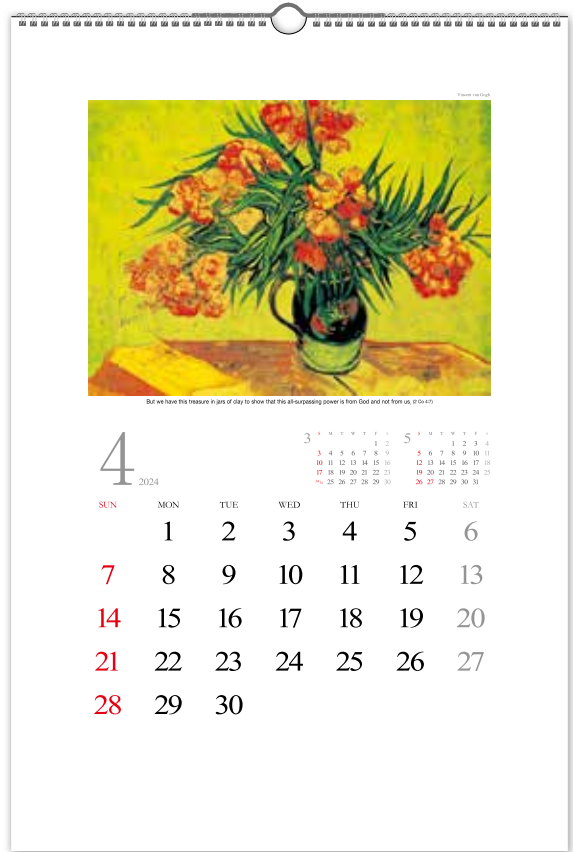 Vincent van Gogh
But we have this treasure in jars of clay to show that this all-surpassing power is from God and not from us. (2 Co 4:7)
4 2024
3
S M T W T F S
1 2
3 4 5 6 7 8 9
10 11 12 13 14 15 16
17 18 19 20 21 22 23
25 26 27 28 29 30
5
S M T W T F S
1 2 3 4
5 6 7 8 9 10 11
12 13 14 15 16 17 18
19 20 21 22 23 24 25
26 27 28 29 30 31
SUN MON TUE WED THU FRI SAT
1 2 3 4 5 6
7 8 9 10 11 12 13
14 15 16 17 18 19 20
21 22 23 24 25 26 27
28 29 30